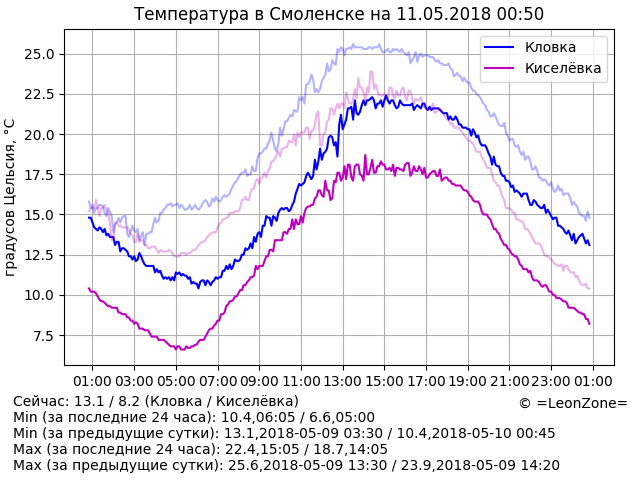 Температура в Смоленске на 11.05.2018 00:50
градусов Цельсия, °C
25.0
22.5
20.0
17.5
15.0
12.5
10.0
7.5
Кловка
Киселёвка
01:00 03:00 05:00 07:00 09:00 11:00 13:00 15:00 17:00 19:00 21:00 23:00 01:00
Сейчас: 13.1 / 8.2 (Кловка / Киселёвка)
© =LeonZone=
Min (за последние 24 часа): 10.4,06:05 / 6.6,05:00
Min (за предыдущие сутки): 13.1,2018-05-09 03:30 / 10.4,2018-05-10 00:45
Max (за последние 24 часа): 22.4,15:05 / 18.7,14:05
Max (за предыдущие сутки): 25.6,2018-05-09 13:30 / 23.9,2018-05-09 14:20